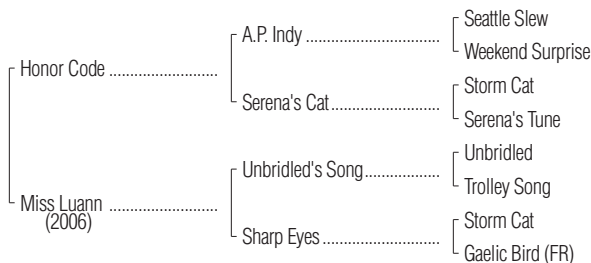 Seattle Slew
A.P. Indy ..............................
Weekend Surprise
Honor Code ........................
Storm Cat
Serena's Cat........................
Serena's Tune
Unbridled
Unbridled's Song.................
Trolley Song
Miss Luann ........................
(2006)
Storm Cat
Sharp Eyes ..........................
Gaelic Bird (FR)